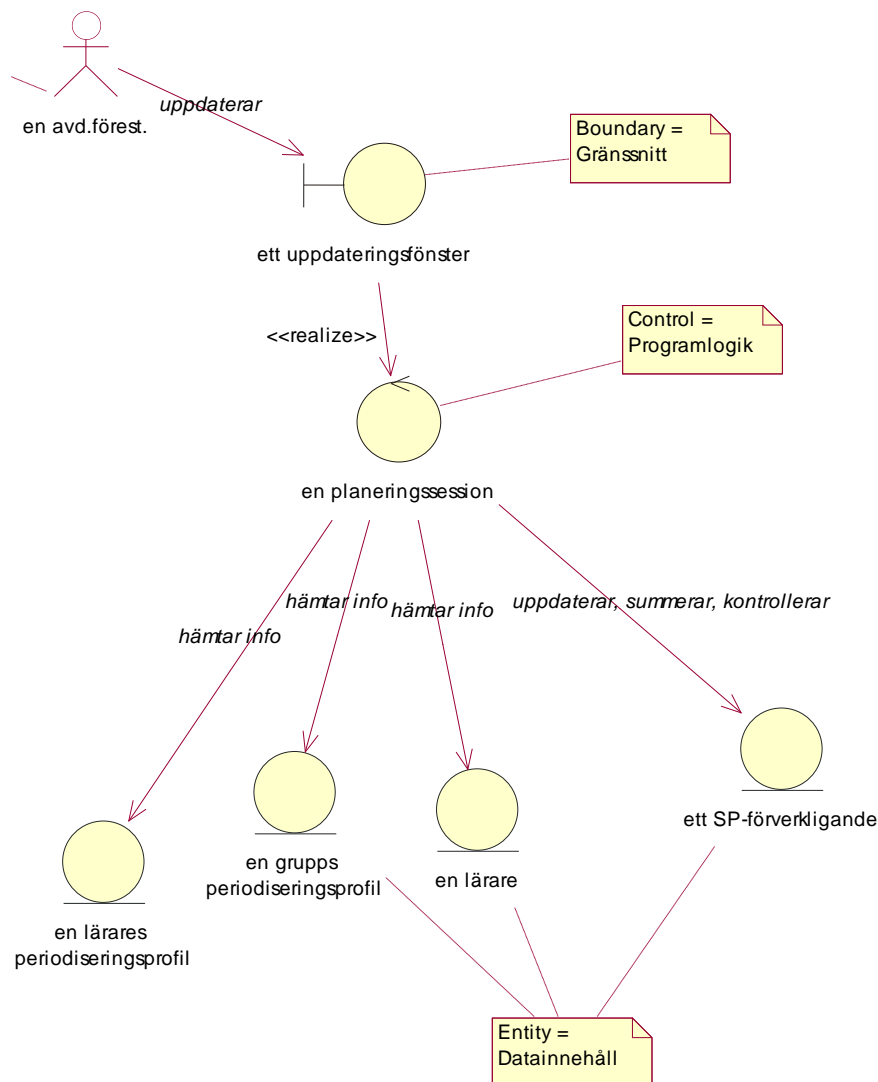 en avd.förest.
uppdaterar
Boundary =
Gränssnitt
ett uppdateringsfönster
<<realize>>
Control =
Programlogik
en planeringssession
hämtar info
hämtar info
hämtar info
uppdaterar, summerar, kontrollerar
ett SP-förverkligande
en grupps
periodiseringsprofil
en lärare
en lärares
periodiseringsprofil
Entity =
Datainnehåll